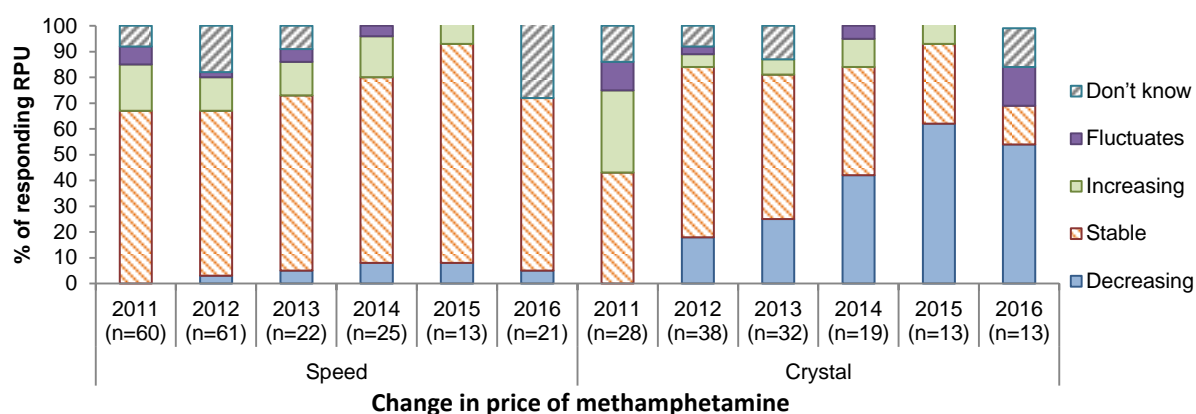 % of responding RPU
100
90
80
70
60
50
40
30
20
10
0
2011 2012 2013 2014 2015 2016 2011 2012 2013 2014 2015 2016
(n=60) (n=61) (n=22) (n=25) (n=13) (n=21) (n=28) (n=38) (n=32) (n=19) (n=13) (n=13)
Speed Crystal
Change in price of methamphetamine
Don't know
Fluctuates
Increasing
Stable
Decreasing